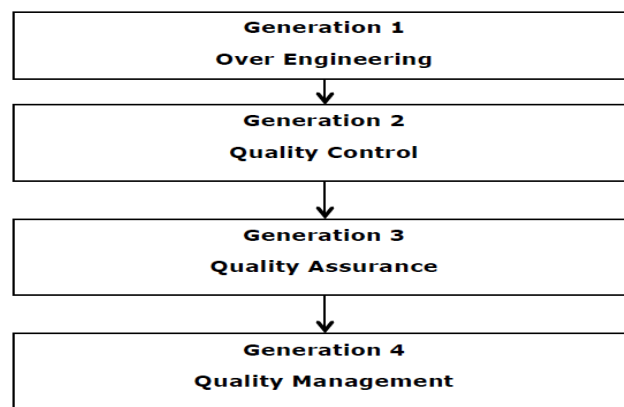 Generation 1
Over Engineering
Generation 2
Quality Control
Generation 3
Quality Assurance
Generation 4
Quality Management